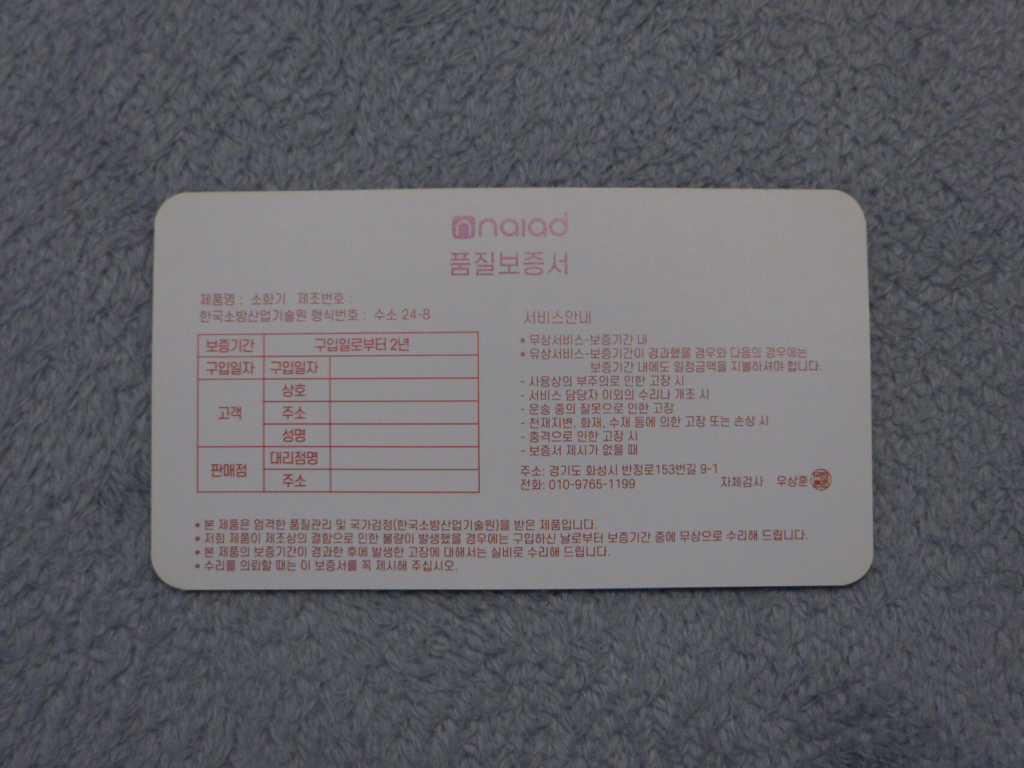 naiad
품질보증서
제품명 : 소화기 제조번호 :
한국소방산업기술원 형식번호 : 수소 24-8
보증기간 구입일로부터 2년
구입일자 구입일자
고객 상호
주소
성명
판매점 대리점명
주소
서비스안내
* 무상서비스-보증기간 내
* 유상서비스-보증기간이 경과했을 경우와 다음의 경우에는
보증기간 내에도 일정금액을 지불하셔야 합니다.
- 사용상의 부주의로 인한 고장 시
- 서비스 담당자 이외의 수리나 개조 시
- 운송 중의 잘못으로 인한 고장
- 천재지변, 화재, 수재 등에 의한 고장 또는 손상 시
- 충격으로 인한 고장 시
- 보증서 제시가 없을 때
주소: 경기도 화성시 반정로153번길 9-1
전화: 010-9765-1199 자체검사 우상훈
* 본 제품은 엄격한 품질관리 및 국가검정(한국소방산업기술원)을 받은 제품입니다.
* 저희 제품이 제조상의 결함으로 인한 불량이 발생했을 경우에는 구입하신 날로부터 보증기간 중에 무상으로 수리해 드립니다.
* 본 제품의 보증기간이 경과한 후에 발생한 고장에 대해서는 실비로 수리해 드립니다.
* 수리를 의뢰할 때는 이 보증서를 꼭 제시해 주십시오.